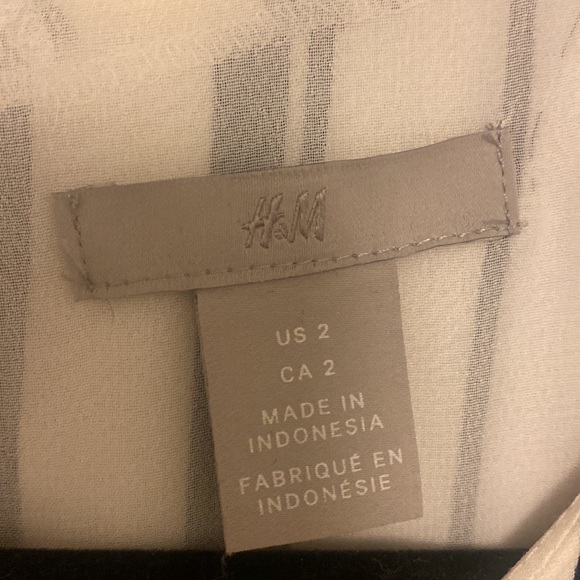 H&M
US 2
CA 2
MADE IN
INDONESIA
FABRIQUÉ EN
INDONÉSIE